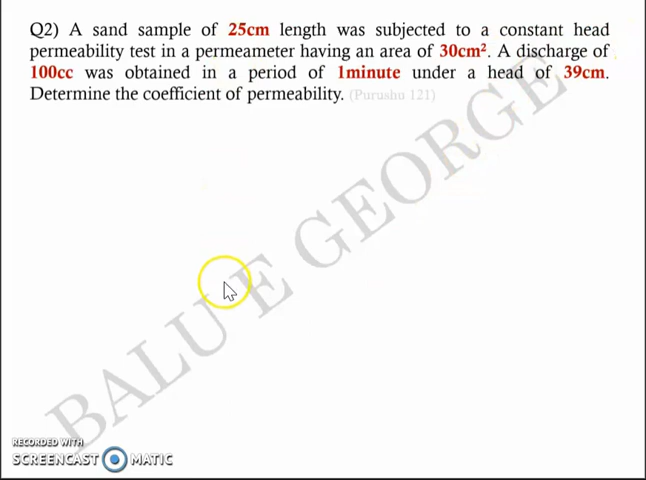 Q2) A sand sample of 25cm length was subjected to a constant head
permeability test in a permeameter having an area of 30cm². A discharge of
100cc was obtained in a period of 1minute under a head of 39cm.
Determine the coefficient of permeability. (Purushu 121)
BALU E GEORGE
RECORDED WITH
SCREENCAST MATIC